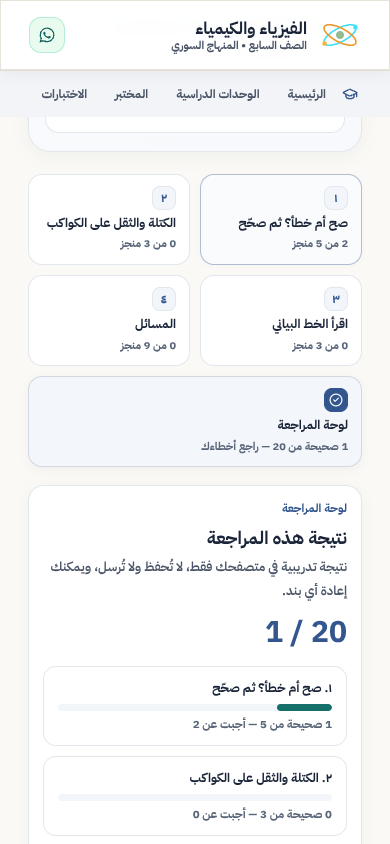 الفيزياء والكيمياء
الصف السابع • المنهاج السوري
الرئيسية
الوحدات الدراسية
المختبر
الاختبارات
١
صح أم خطأ؟ ثم صحّح
2 من 5 منجز
٢
الكتلة والثقل على الكواكب
0 من 3 منجز
٣
اقرأ الخط البياني
0 من 3 منجز
٤
المسائل
0 من 9 منجز
لوحة المراجعة
1 صحيحة من 20 — راجع أخطاءك
لوحة المراجعة
نتيجة هذه المراجعة
نتيجة تدريبية في متصفحك فقط، لا تُحفظ ولا تُرسل، ويمكنك
إعادة أي بند.
1 / 20
١. صح أم خطأ؟ ثم صحّح
1 صحيحة من 5 — أجبت عن 2
٢. الكتلة والثقل على الكواكب
0 صحيحة من 3 — أجبت عن 0